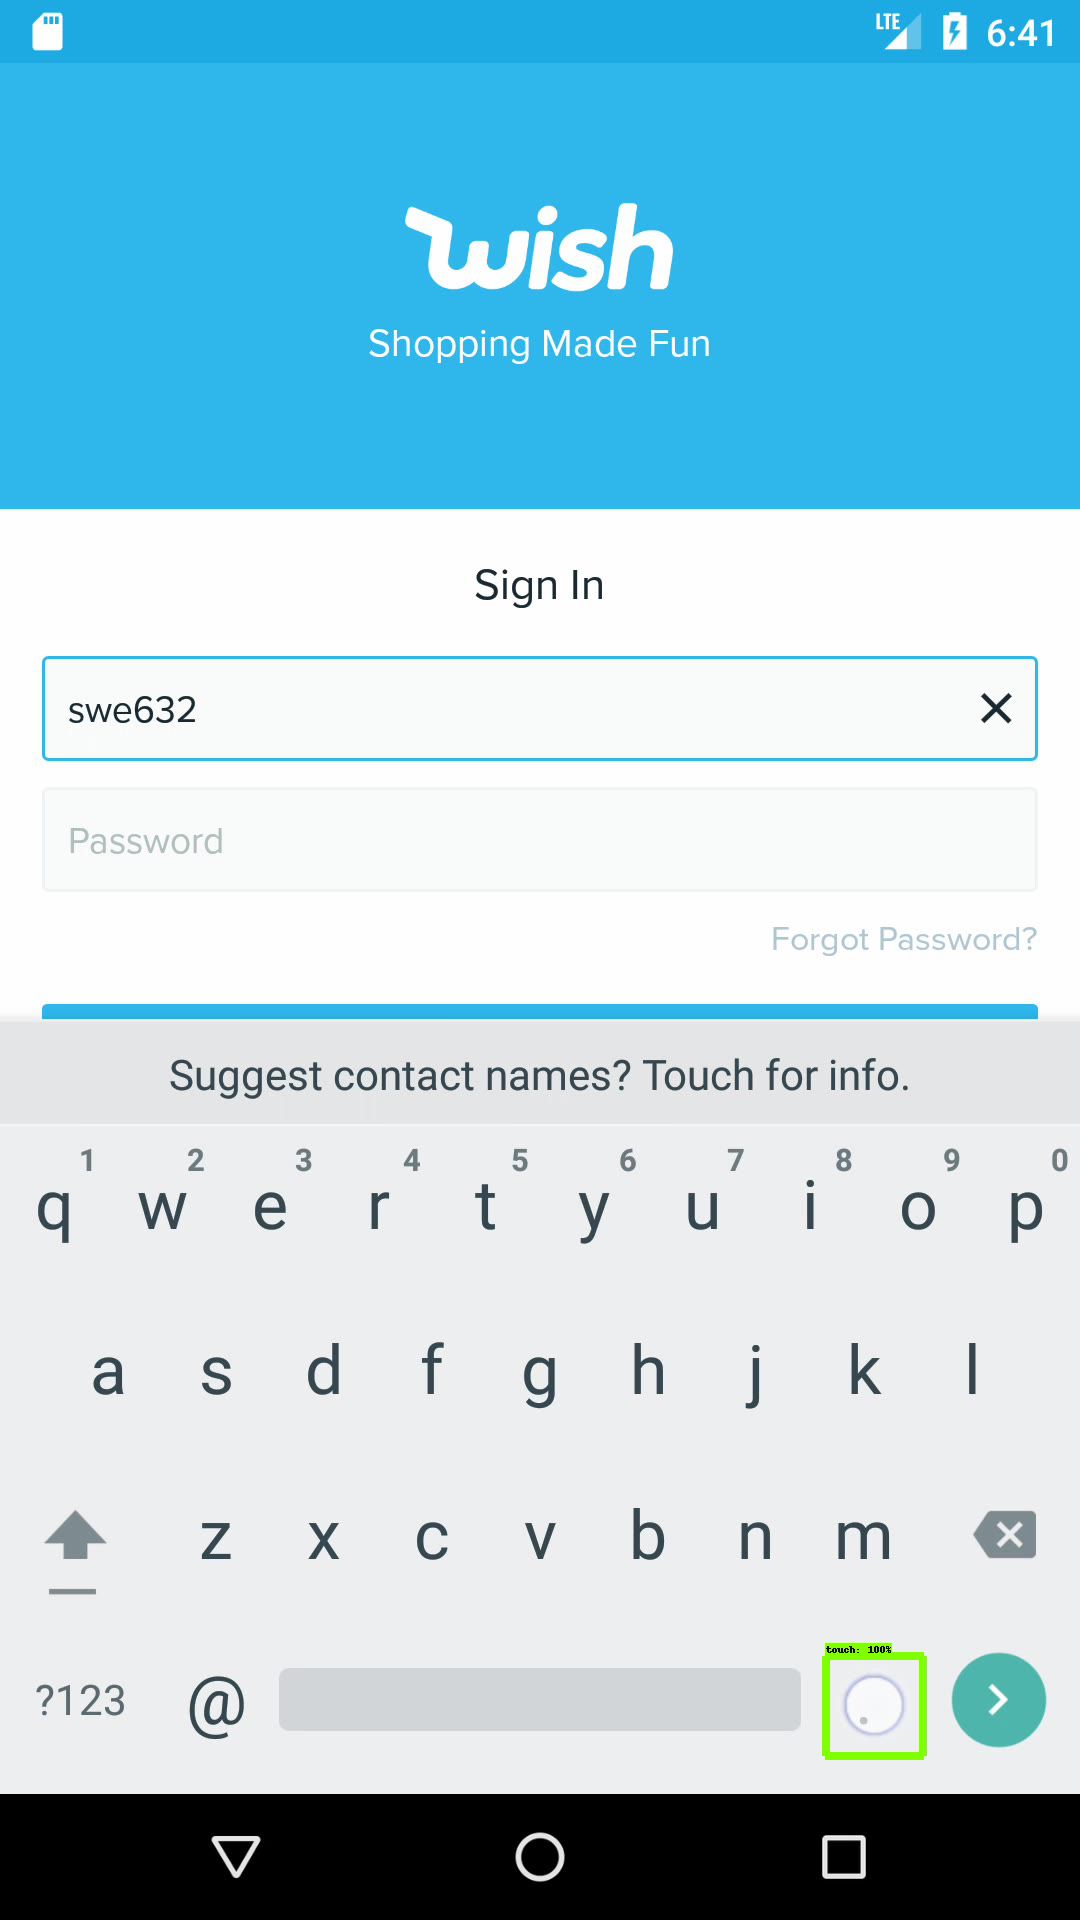 LTE 6:41
wish
Shopping Made Fun
Sign In
swe632
Password
Forgot Password?
Suggest contact names? Touch for info.
1 2 3 4 5 6 7 8 9 0
q w e r t y u i o p
a s d f g h j k l
z x c v b n m
touch: 100%
?123 @ .